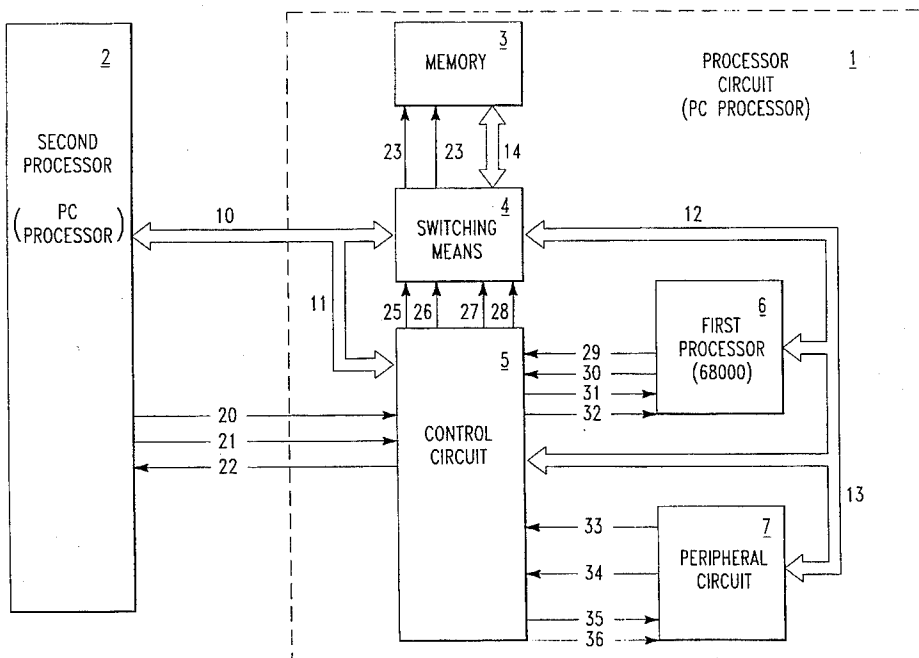 2
SECOND
PROCESSOR
( PC
PROCESSOR )
3
MEMORY
PROCESSOR
CIRCUIT
(PC PROCESSOR)
1
23
23
14
10
4
SWITCHING
MEANS
12
11
25
26
27
28
6
FIRST
PROCESSOR
(68000)
5
CONTROL
CIRCUIT
29
30
31
32
20
21
22
13
33
34
35
36
7
PERIPHERAL
CIRCUIT